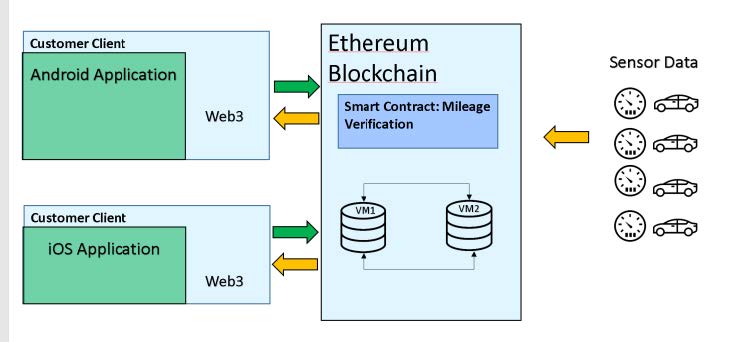 Customer Client
Android Application
Web3
Customer Client
iOS Application
Web3
Ethereum
Blockchain
Smart Contract: Mileage
Verification
VM1
VM2
Sensor Data